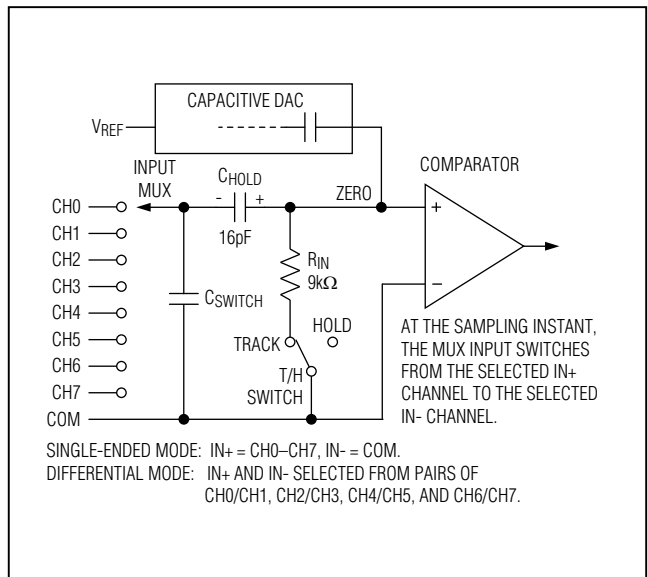 CAPACITIVE DAC
VREF
COMPARATOR
INPUT
MUX
CHOLD
ZERO
- +
+
16pF
CH0
CH1
CH2
CH3
CH4
CH5
CH6
CH7
COM
CSWITCH
RIN
9kΩ
−
HOLD
TRACK
T/H
SWITCH
AT THE SAMPLING INSTANT,
THE MUX INPUT SWITCHES
FROM THE SELECTED IN+
CHANNEL TO THE SELECTED
IN- CHANNEL.
SINGLE-ENDED MODE: IN+ = CH0–CH7, IN- = COM.
DIFFERENTIAL MODE: IN+ AND IN- SELECTED FROM PAIRS OF
CH0/CH1, CH2/CH3, CH4/CH5, AND CH6/CH7.